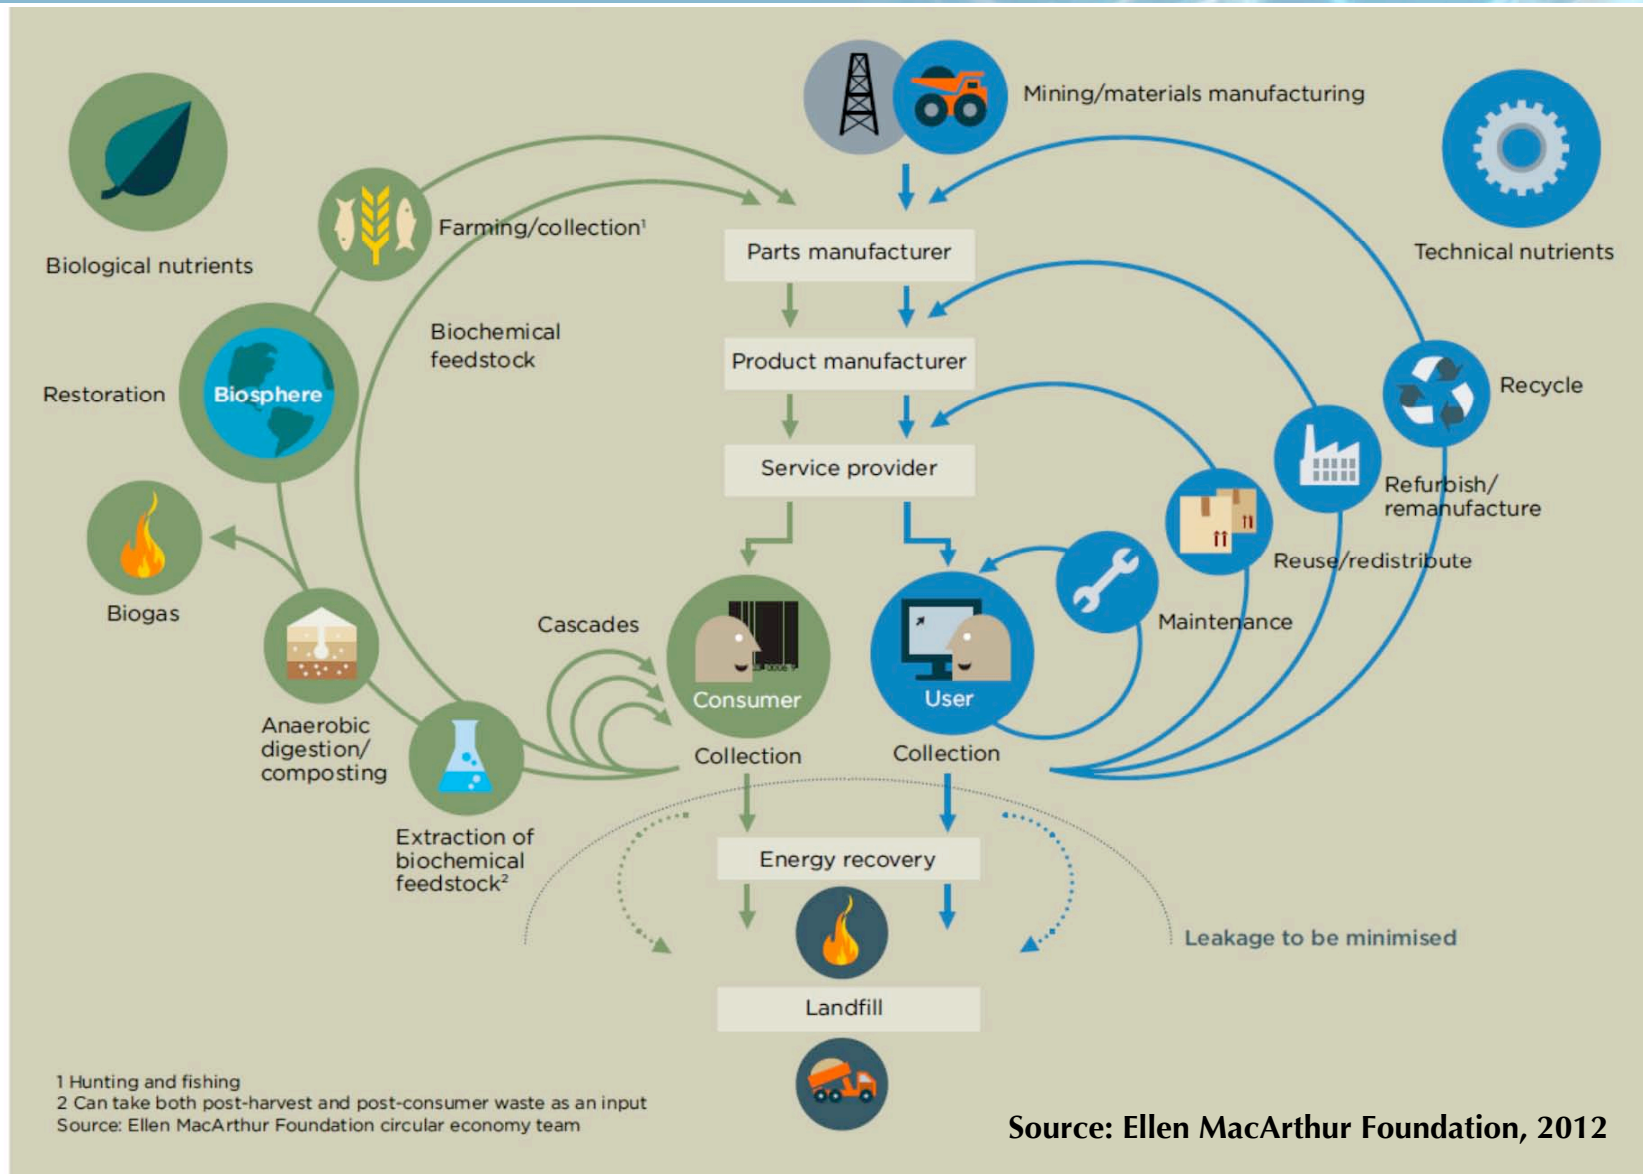 Mining/materials manufacturing
Biological nutrients
Technical nutrients
Farming/collection¹
Parts manufacturer
Biochemical
feedstock
Product manufacturer
Restoration
Biosphere
Recycle
Service provider
Refurbish/
remanufacture
Reuse/redistribute
Biogas
Cascades
Maintenance
Consumer
User
Anaerobic
digestion/
composting
Collection
Collection
Extraction of
biochemical
feedstock²
Energy recovery
Leakage to be minimised
Landfill
1 Hunting and fishing
2 Can take both post-harvest and post-consumer waste as an input
Source: Ellen MacArthur Foundation circular economy team
Source: Ellen MacArthur Foundation, 2012